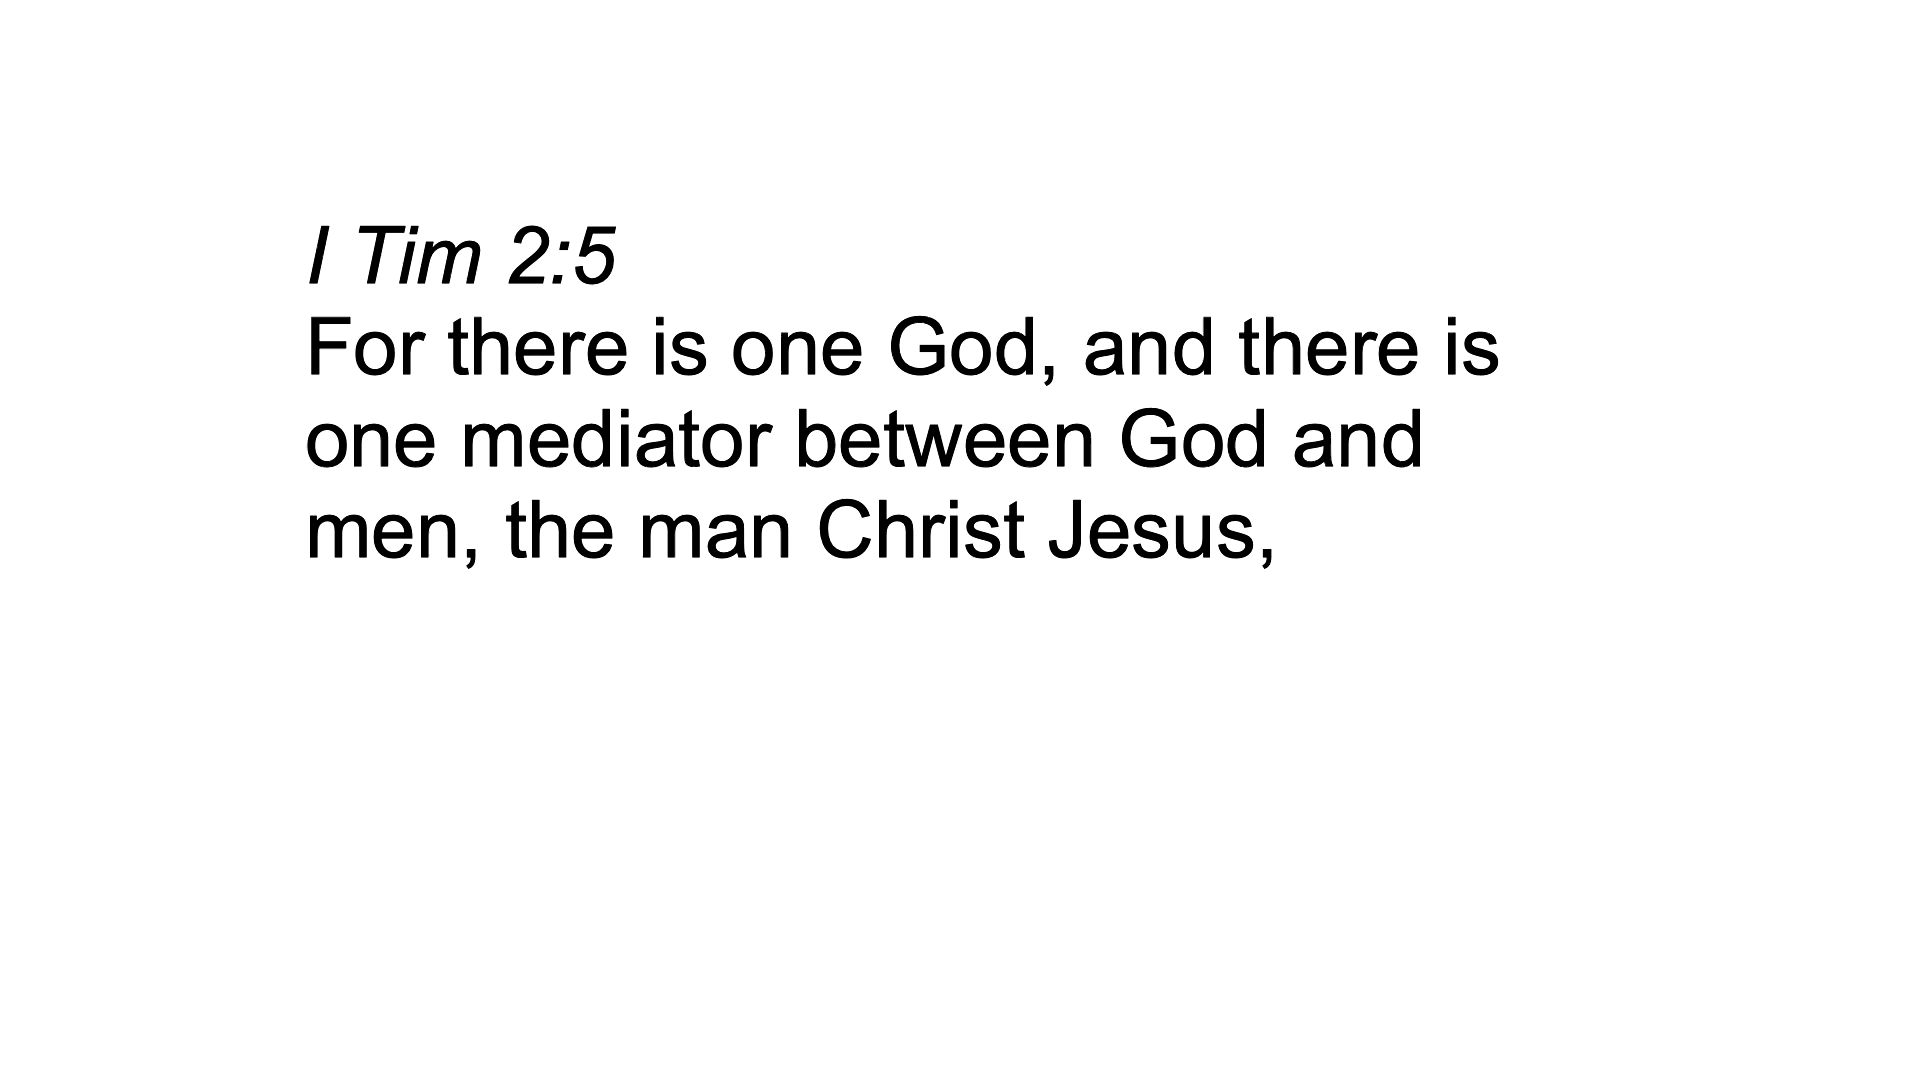 I Tim 2:5
For there is one God, and there is
one mediator between God and
men, the man Christ Jesus,